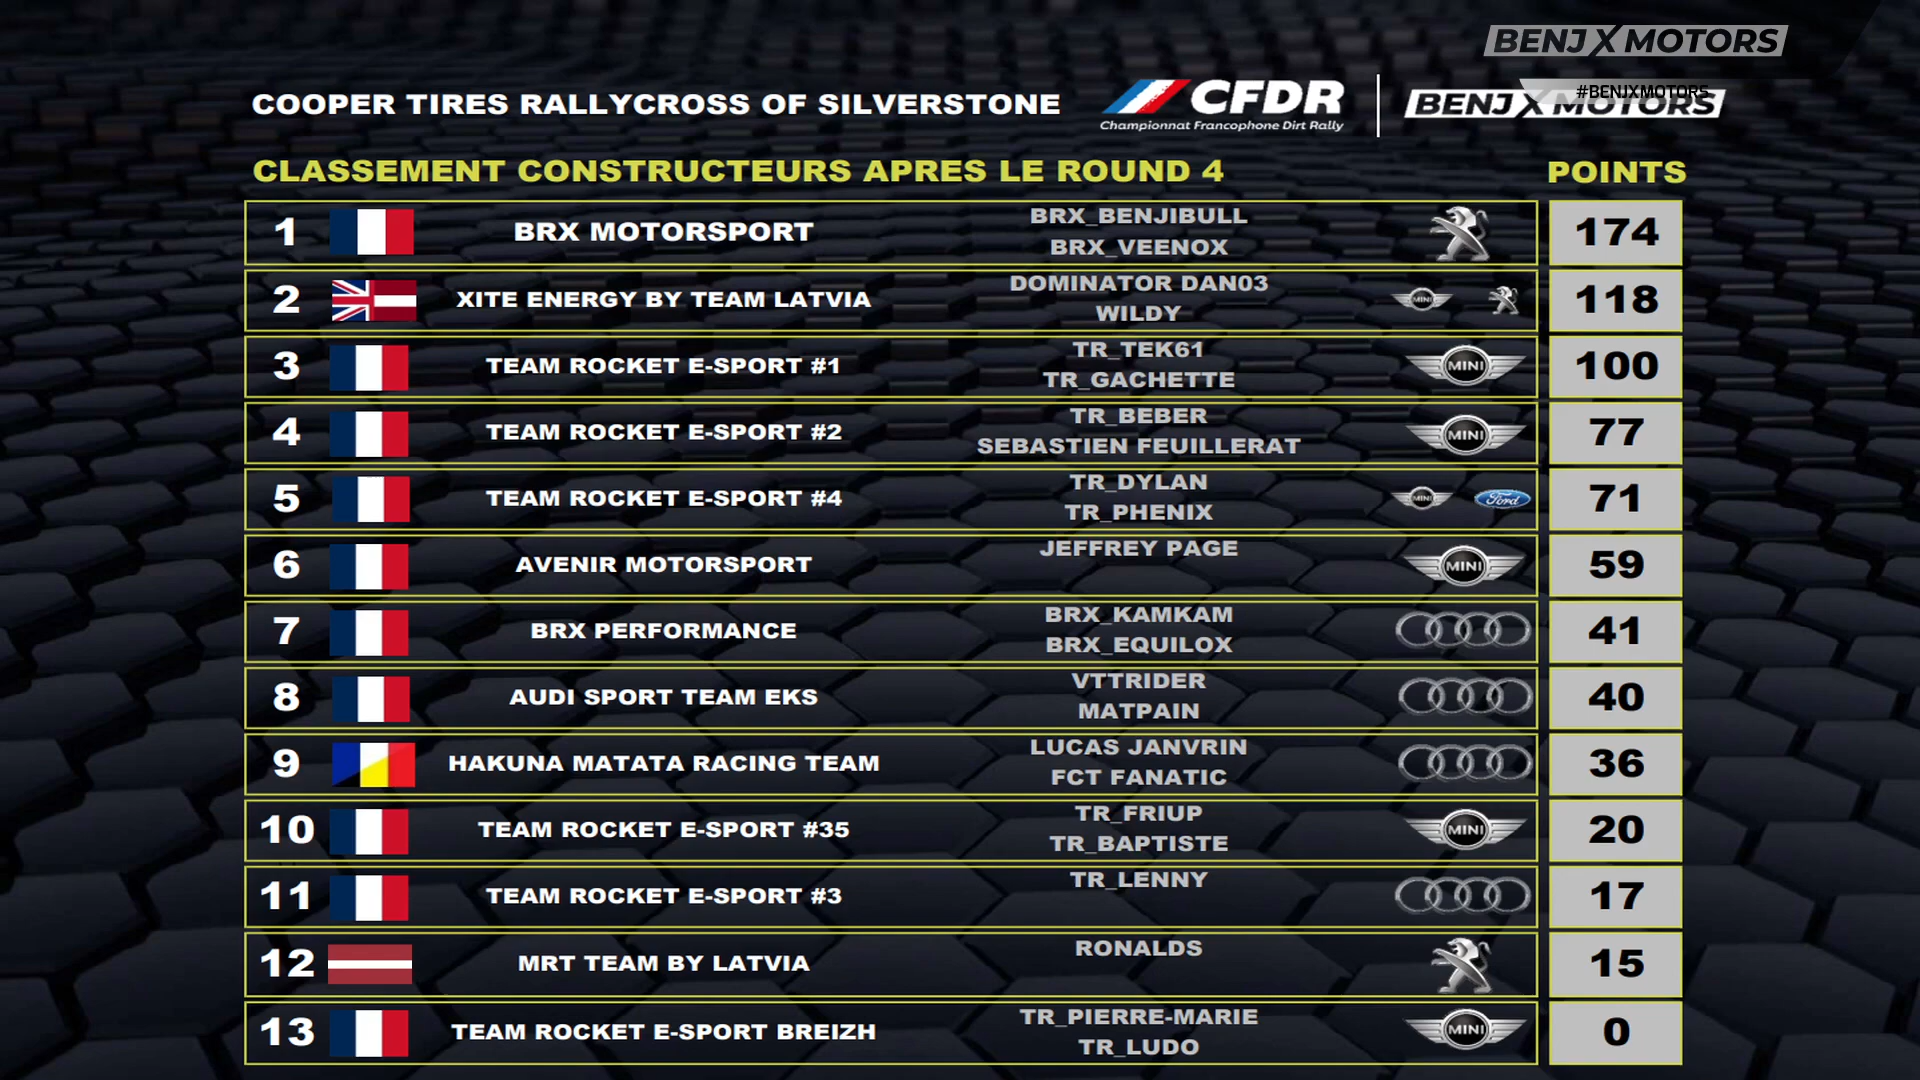 BENJ X MOTORS
#BENJXMOTORS
COOPER TIRES RALLYCROSS OF SILVERSTONE
CFDR
Championnat Francophone Dirt Rally
BENJ X MOTORS
CLASSEMENT CONSTRUCTEURS APRES LE ROUND 4 POINTS
1 BRX MOTORSPORT BRX_BENJIBULL 174
BRX_VEENOX
2 XITE ENERGY BY TEAM LATVIA DOMINATOR DAN03 MINI 118
WILDY
3 TEAM ROCKET E-SPORT #1 TR_TEK61 MINI 100
TR_GACHETTE
4 TEAM ROCKET E-SPORT #2 TR_BEBER MINI 77
SEBASTIEN FEUILLERAT
5 TEAM ROCKET E-SPORT #4 TR_DYLAN MINI Ford 71
TR_PHENIX
6 AVENIR MOTORSPORT JEFFREY PAGE MINI 59
7 BRX PERFORMANCE BRX_KAMKAM 41
BRX_EQUILOX
8 AUDI SPORT TEAM EKS VTTRIDER 40
MATPAIN
9 HAKUNA MATATA RACING TEAM LUCAS JANVRIN 36
FCT FANATIC
10 TEAM ROCKET E-SPORT #35 TR_FRIUP MINI 20
TR_BAPTISTE
11 TEAM ROCKET E-SPORT #3 TR_LENNY 17
12 MRT TEAM BY LATVIA RONALDS 15
13 TEAM ROCKET E-SPORT BREIZH TR_PIERRE-MARIE MINI 0
TR_LUDO